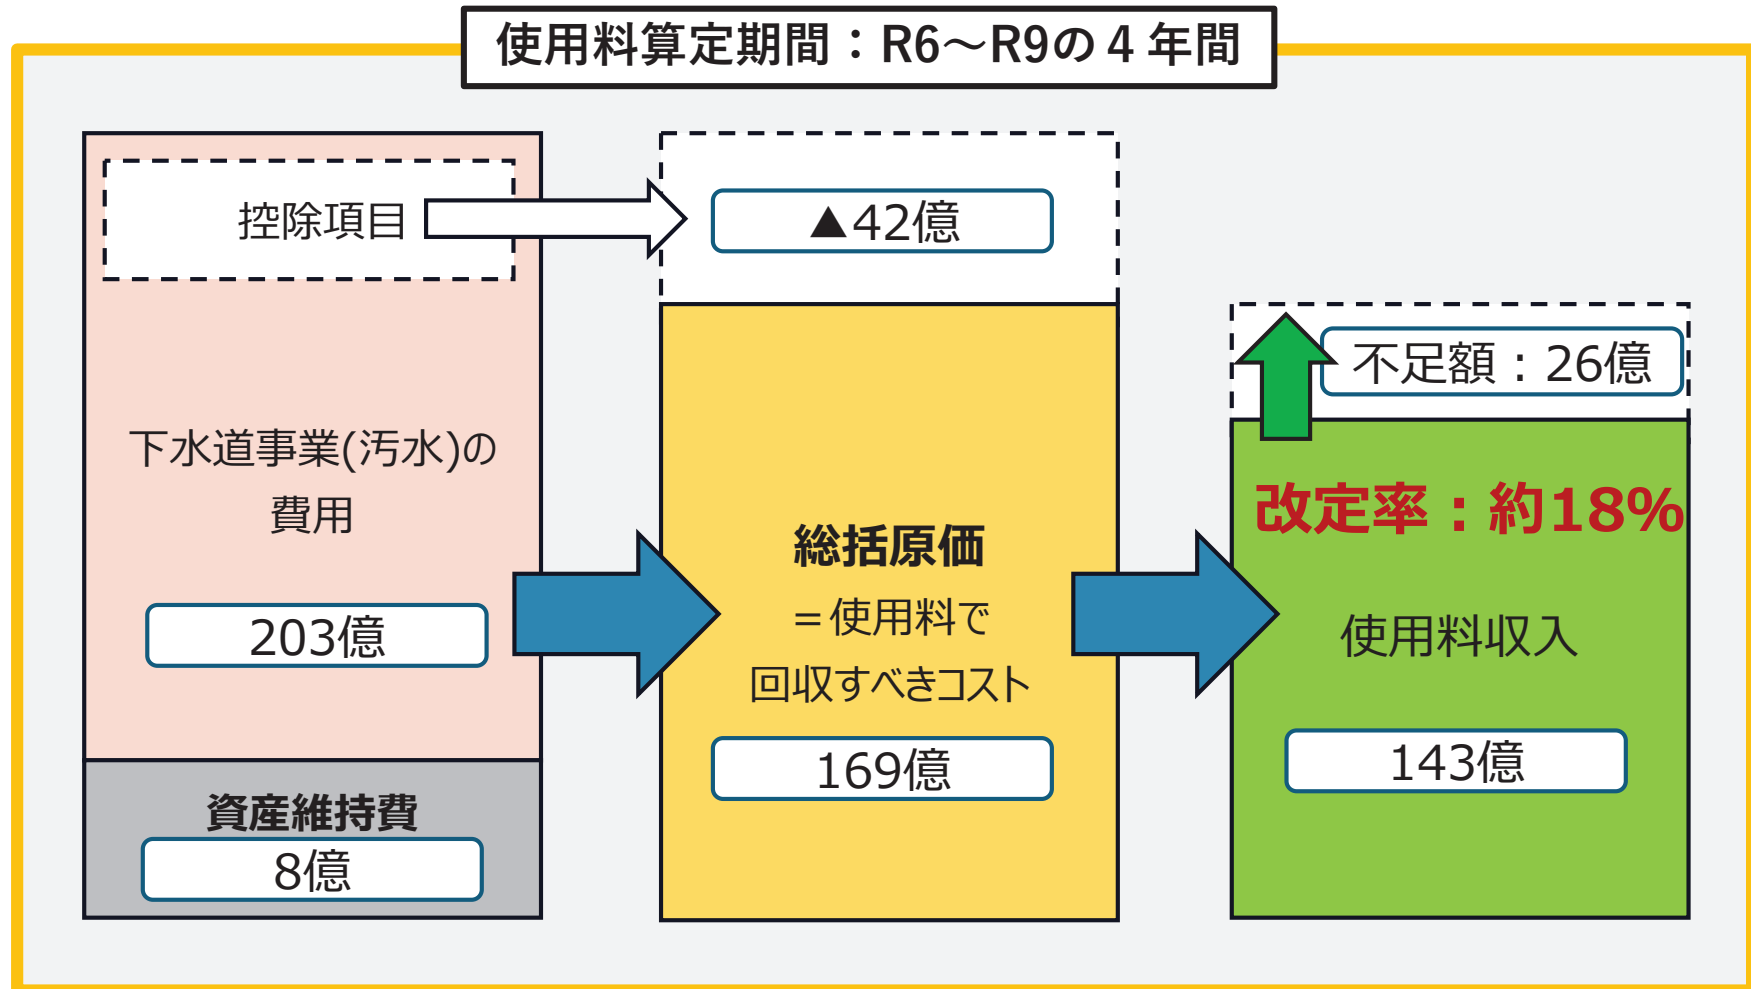 使用料算定期間：R6～R9の４年間
控除項目
下水道事業(汚水)の
費用
203億
資産維持費
8億
▲42億
総括原価
＝使用料で
回収すべきコスト
169億
不足額：26億
改定率：約18%
使用料収入
143億